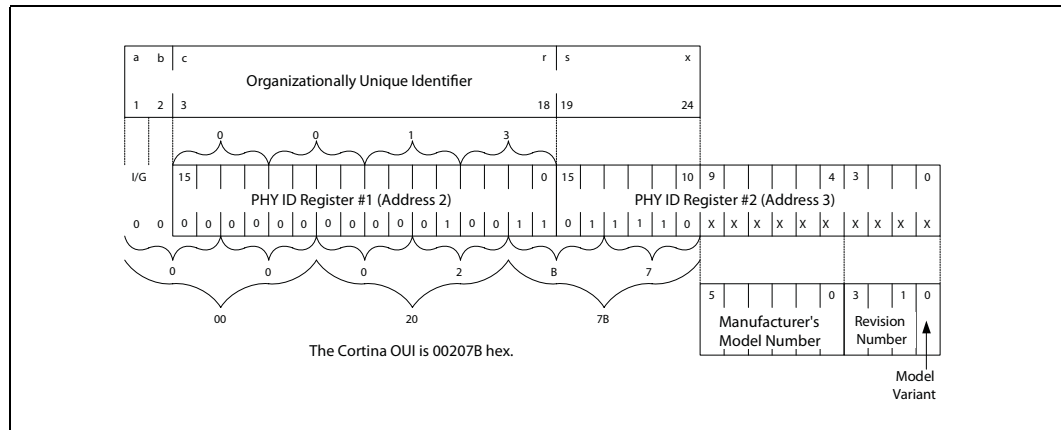 a b c r s x
Organizationally Unique Identifier
1 2 3 18 19 24
0 0 1 3
I/G 15 0 15 10 9 4 3 0
PHY ID Register #1 (Address 2) PHY ID Register #2 (Address 3)
0 0 0 0 0 0 0 0 0 0 0 0 0 1 0 0 1 1 0 1 1 1 1 0 X X X X X X X X X X
0 0 0 2 B 7
00 20 7B
5 0 3 1 0
Manufacturer's Revision
Model Number Number
The Cortina OUI is 00207B hex.
Model
Variant